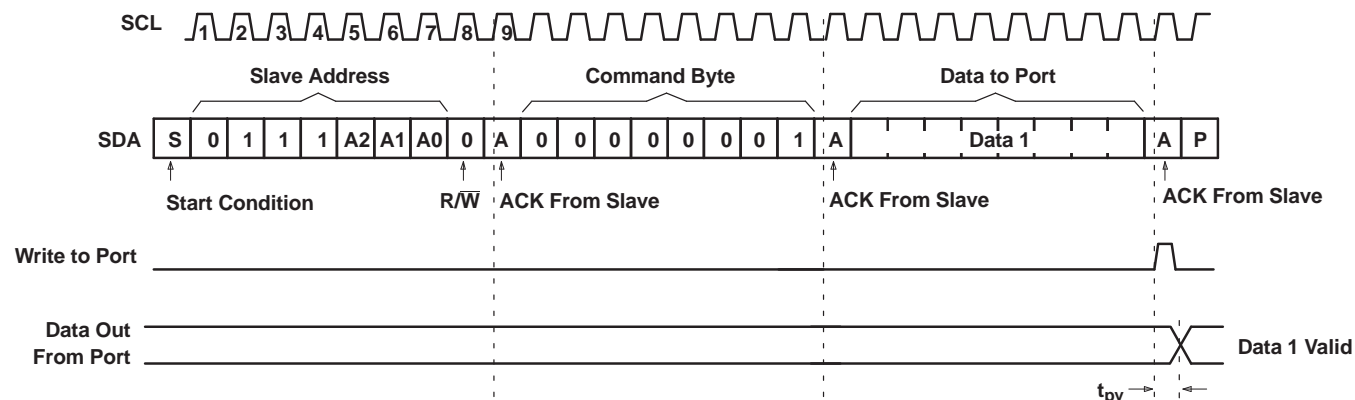 SCL 1 2 3 4 5 6 7 8 9
Slave Address Command Byte Data to Port
SDA S 0 1 1 1 A2 A1 A0 0 A 0 0 0 0 0 0 0 1 A Data 1 A P
Start Condition R/W ACK From Slave ACK From Slave ACK From Slave
Write to Port
Data Out
From Port
Data 1 Valid
tpv